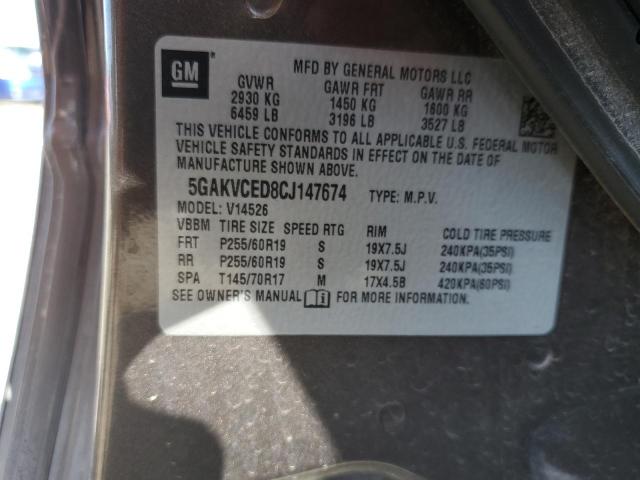 GM
MFD BY GENERAL MOTORS LLC
GVWR GAWR FRT GAWR RR
2930 KG 1450 KG 1600 KG
6459 LB 3196 LB 3527 LB
THIS VEHICLE CONFORMS TO ALL APPLICABLE U.S. FEDERAL MOTOR
VEHICLE SAFETY STANDARDS IN EFFECT ON THE DATE OF
MANUFACTURE SHOWN ABOVE.
5GAKVCED8CJ147674 TYPE: M.P.V.
MODEL: V14526
VBBM TIRE SIZE SPEED RTG RIM COLD TIRE PRESSURE
FRT P255/60R19 S 19X7.5J 240KPA(35PSI)
RR P255/60R19 S 19X7.5J 240KPA(35PSI)
SPA T145/70R17 M 17X4.5B 420KPA(60PSI)
SEE OWNER'S MANUAL FOR MORE INFORMATION.